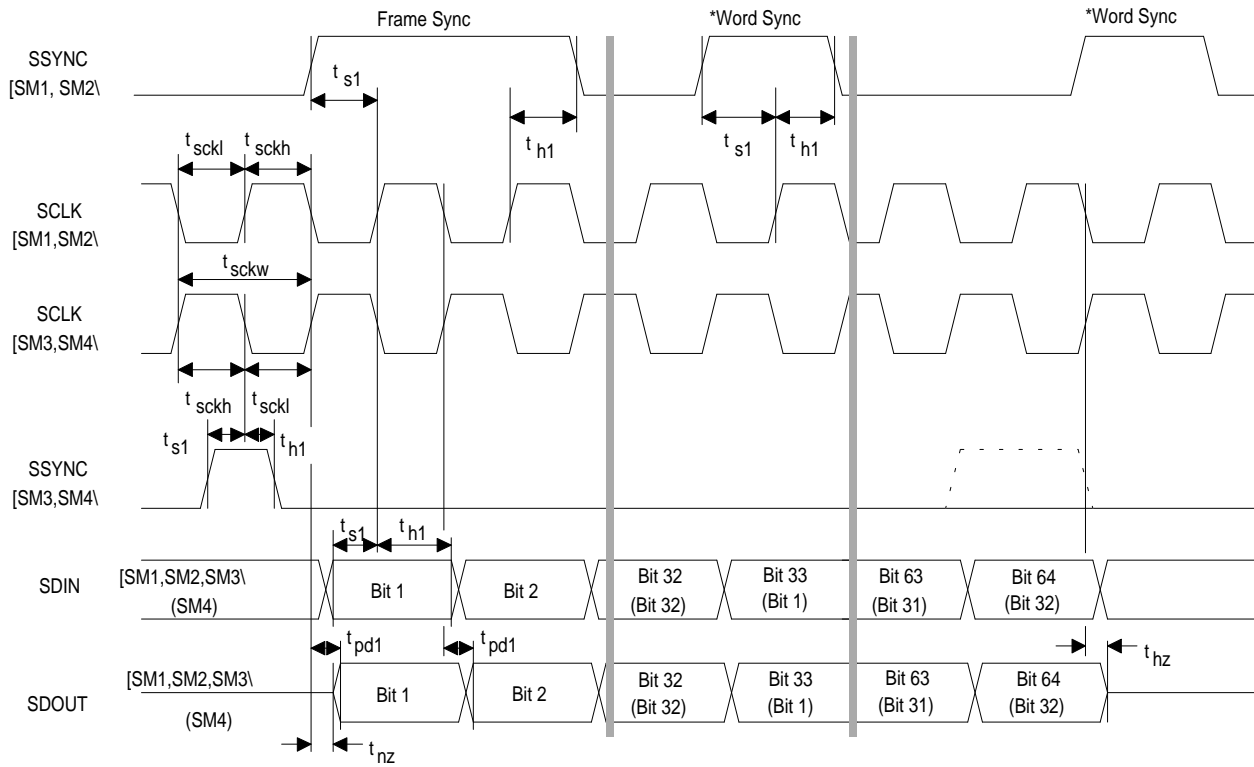 Frame Sync
*Word Sync
*Word Sync
SSYNC
[SM1, SM2\
t s1
t h1
t s1
t h1
t sckl
t sckh
SCLK
[SM1,SM2\
t sckw
SCLK
[SM3,SM4\
t sckh
t sckl
t s1
t h1
SSYNC
[SM3,SM4\
t s1
t h1
SDIN
[SM1,SM2,SM3\
(SM4)
Bit 1
Bit 2
Bit 32
(Bit 32)
Bit 33
(Bit 1)
Bit 63
(Bit 31)
Bit 64
(Bit 32)
t pd1
t pd1
t hz
SDOUT
[SM1,SM2,SM3\
(SM4)
Bit 1
Bit 2
Bit 32
(Bit 32)
Bit 33
(Bit 1)
Bit 63
(Bit 31)
Bit 64
(Bit 32)
t nz